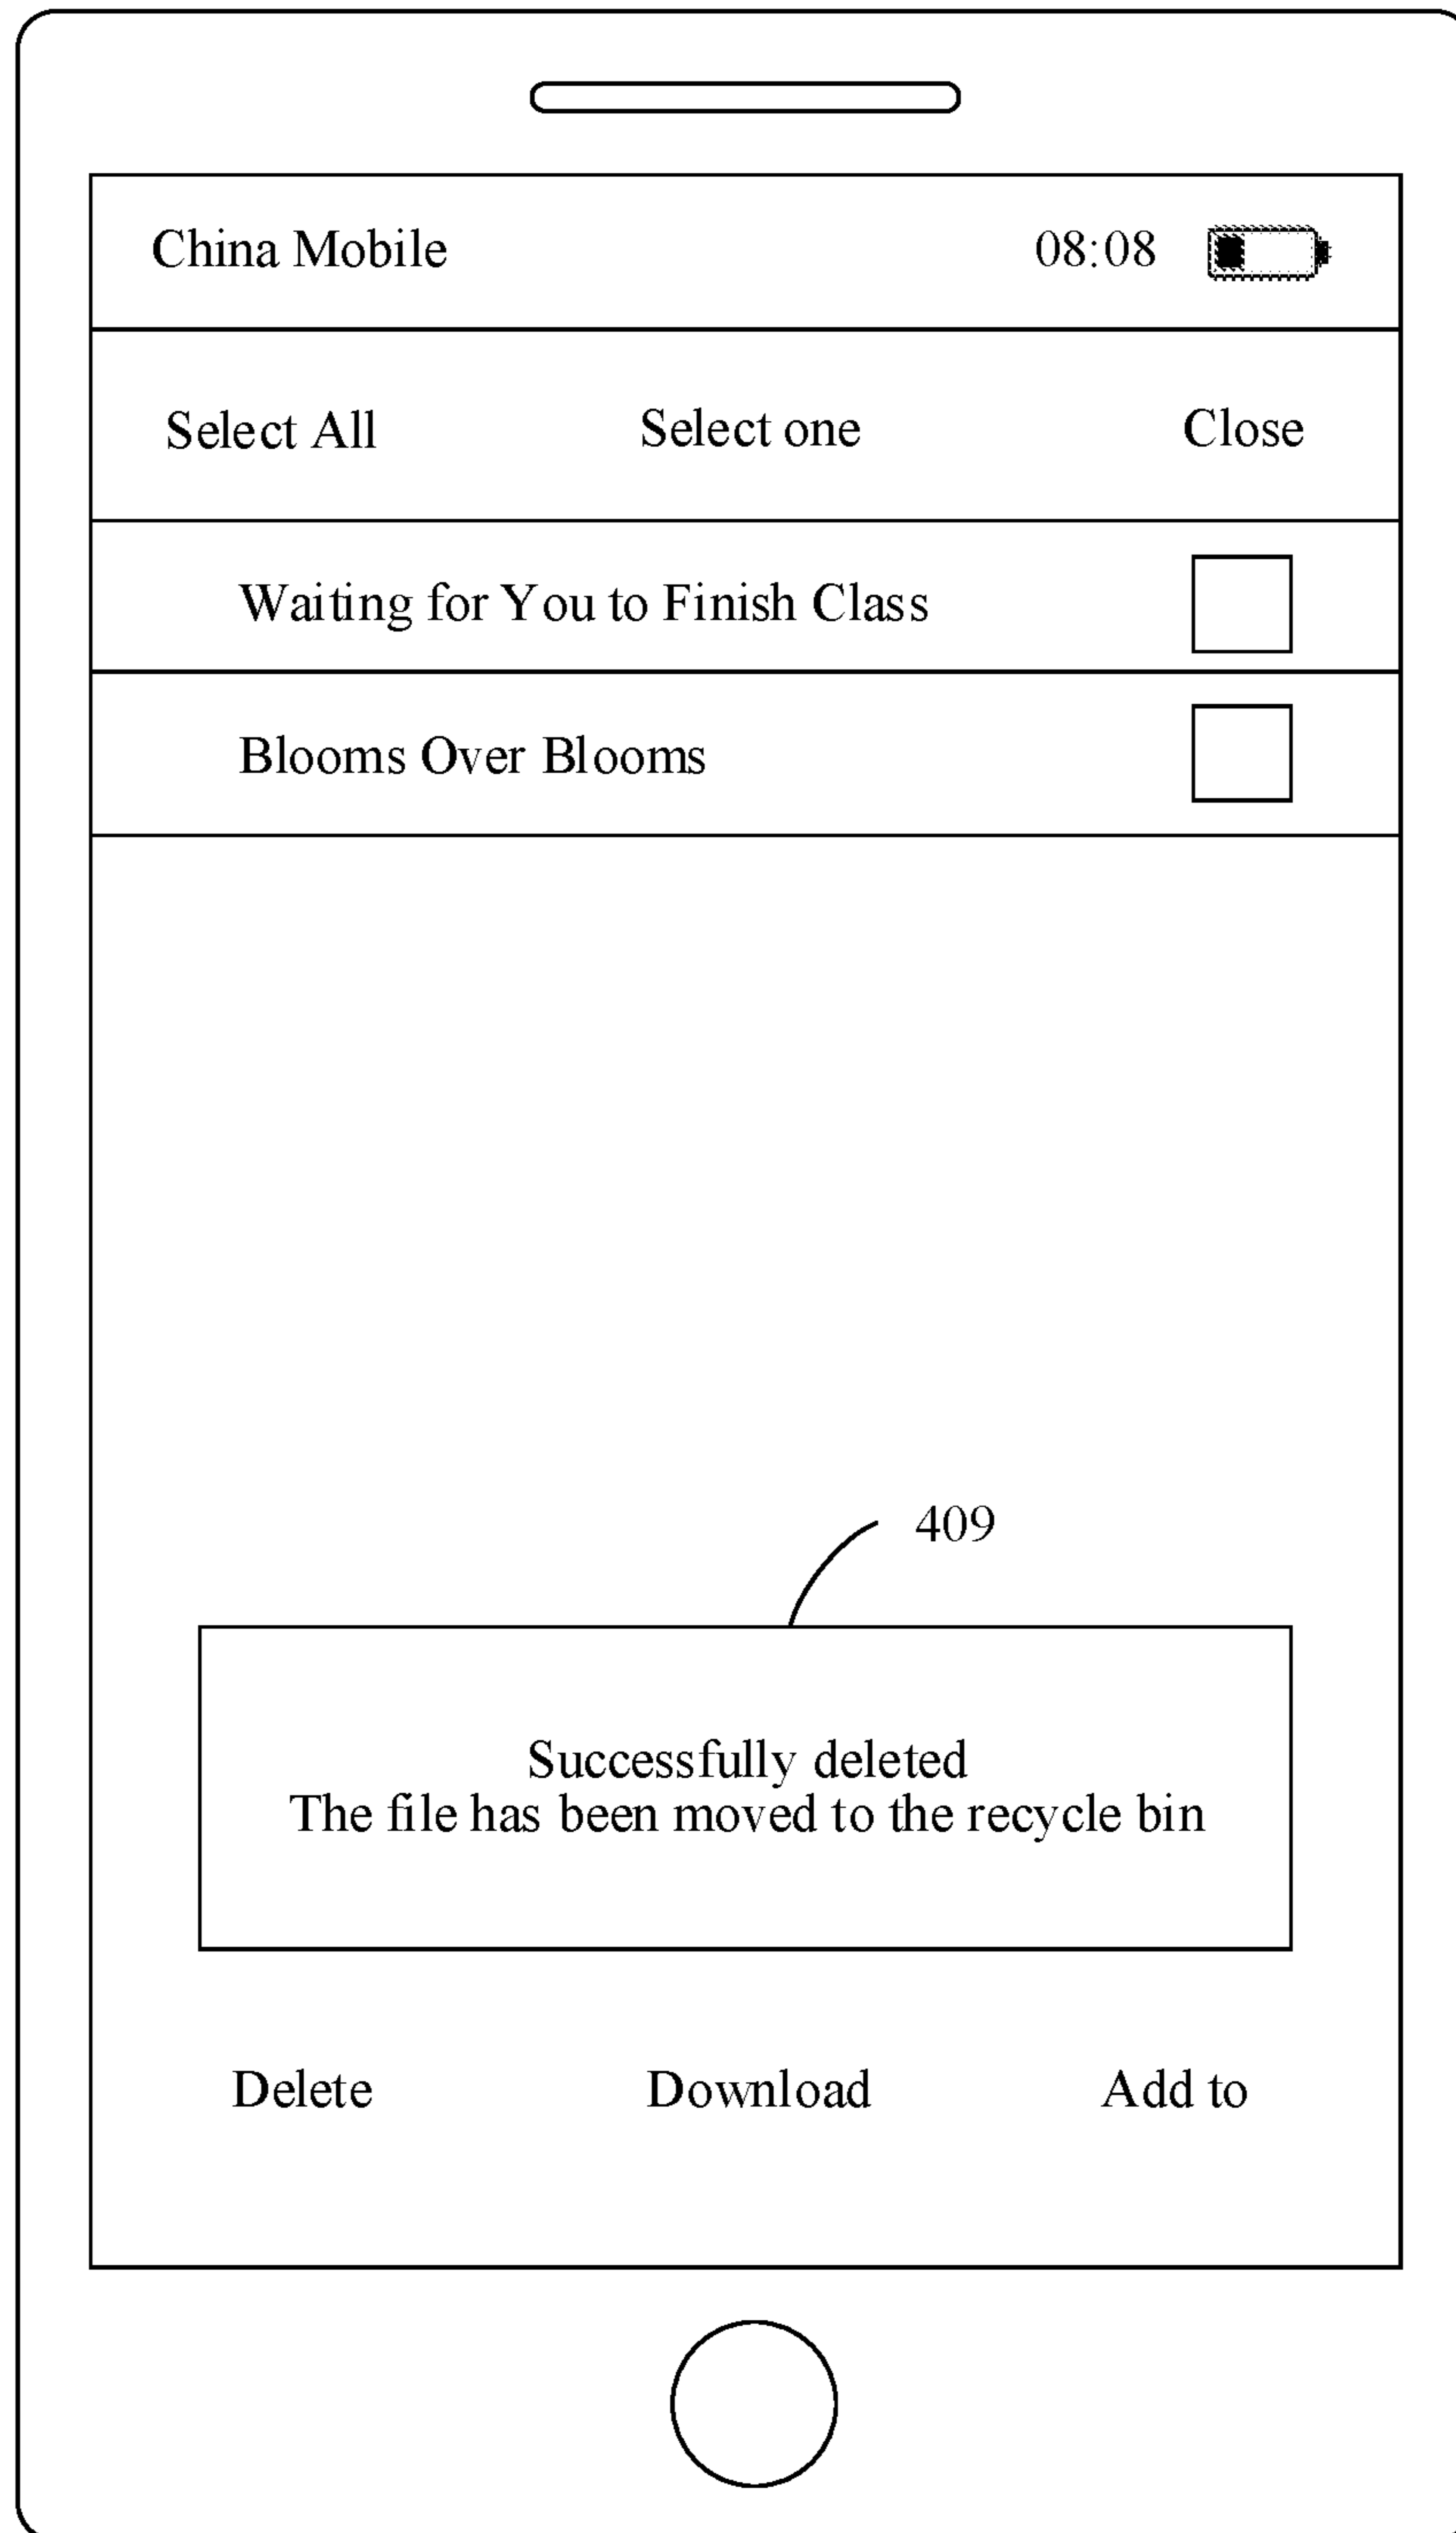 China Mobile 08:08
Select All Select one Close
Waiting for You to Finish Class
Blooms Over Blooms
409
Successfully deleted
The file has been moved to the recycle bin
Delete Download Add to